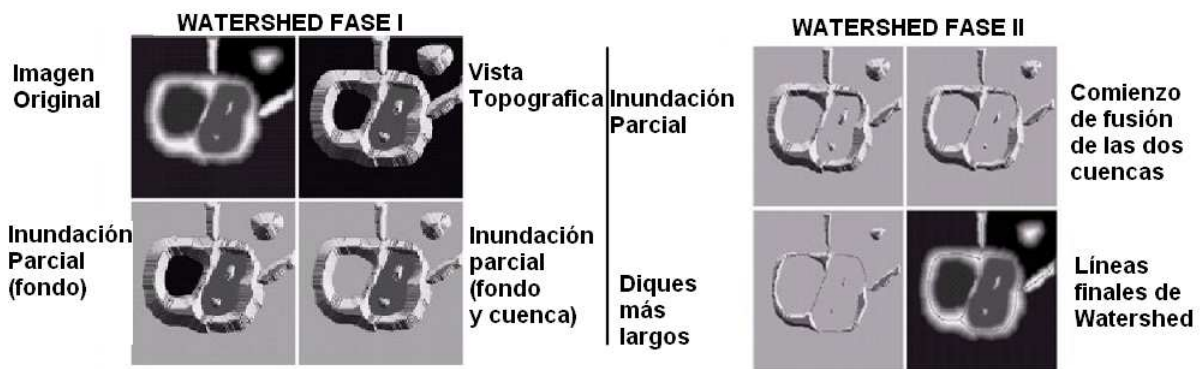 WATERSHED FASE I
Imagen
Original
Vista
Topografica
Inundación
Parcial
(fondo)
Inundación
parcial
(fondo
y cuenca)
WATERSHED FASE II
Inundación
Parcial
Comienzo
de fusión
de las dos
cuencas
Diques
más
largos
Líneas
finales de
Watershed